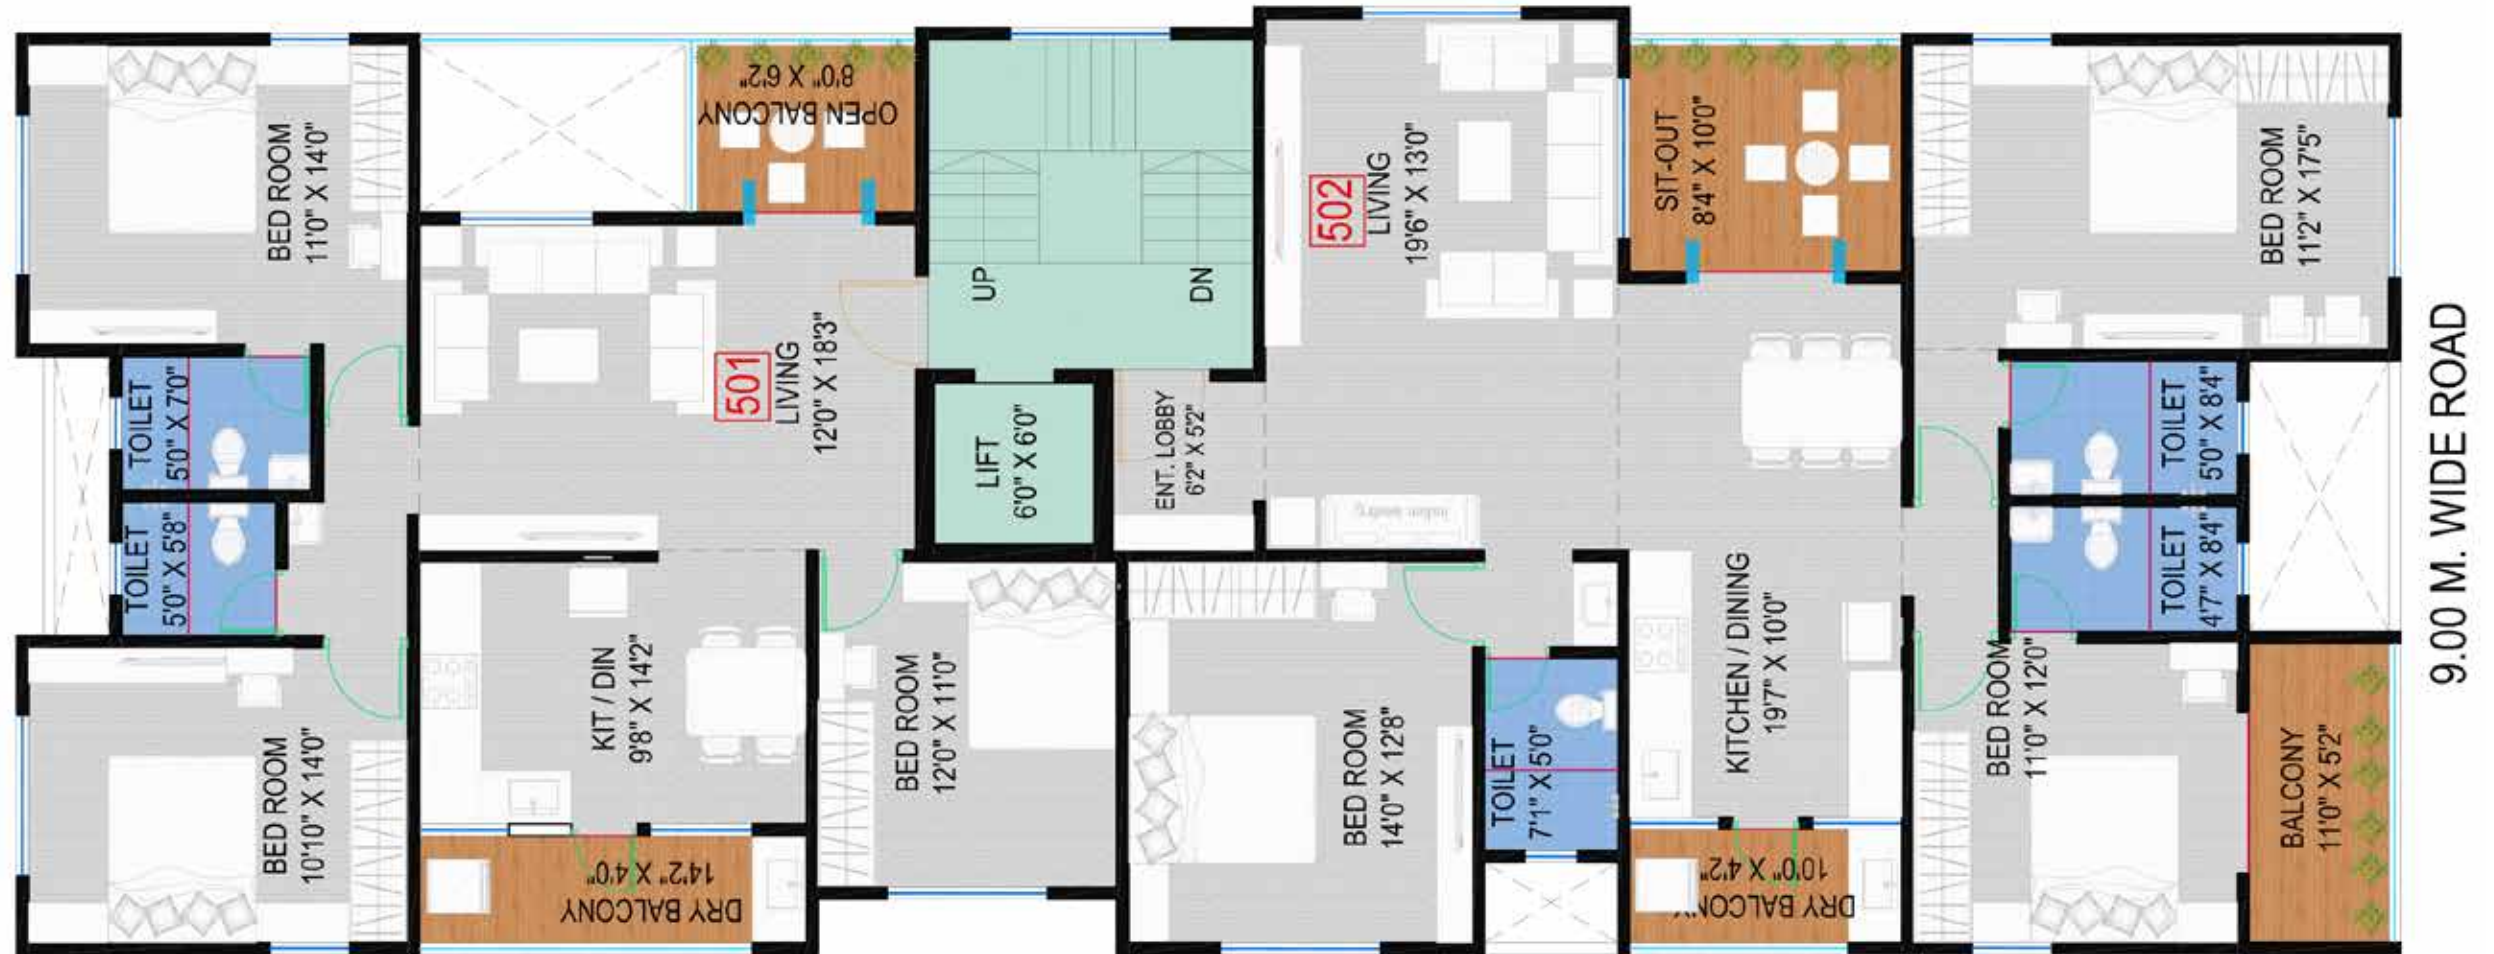 BED ROOM
11'0" X 14'0"
OPEN BALCONY
8'0" X 6'2"
UP
DN
502
LIVING
19'6" X 13'0"
SIT-OUT
8'4" X 10'0"
BED ROOM
11'2" X 17'5"
TOILET
5'0" X 7'0"
501
LIVING
12'0" X 18'3"
LIFT
6'0" X 6'0"
ENT. LOBBY
6'2" X 5'2"
TOILET
5'0" X 8'4"
TOILET
5'0" X 5'8"
TOILET
4'7" X 8'4"
9.00 M. WIDE ROAD
BED ROOM
10'10" X 14'0"
KIT / DIN
9'8" X 14'2"
BED ROOM
12'0" X 11'0"
BED ROOM
14'0" X 12'8"
TOILET
7'1" X 5'0"
KITCHEN / DINING
19'7" X 10'0"
BED ROOM
11'0" X 12'0"
BALCONY
11'0" X 5'2"
DRY BALCONY
14'2" X 4'0"
DRY BALCONY
10'0" X 4'2"